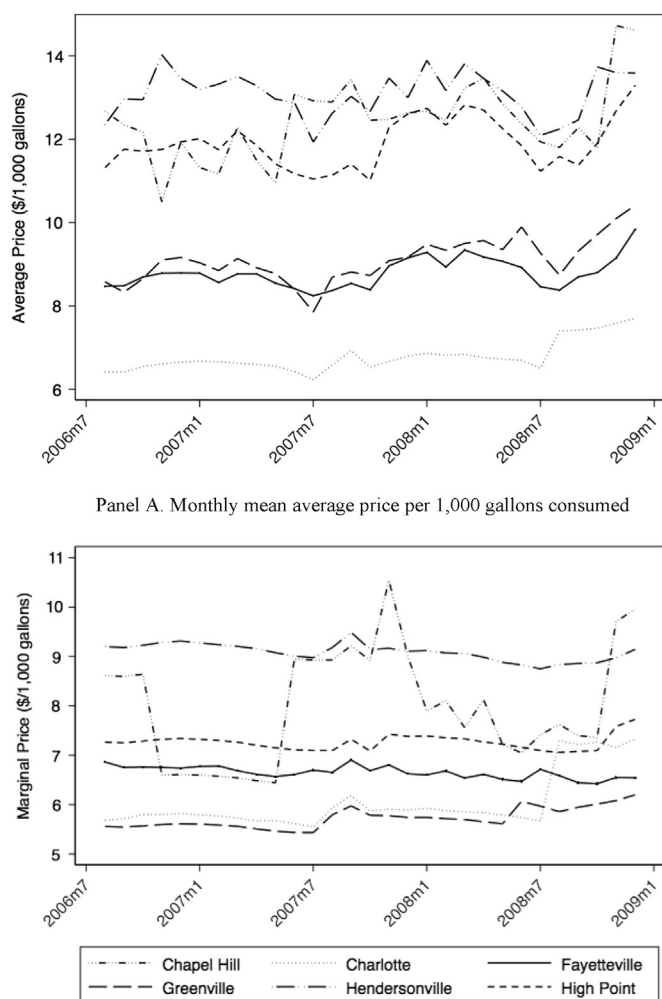 14
12
10
8
6
Average Price ($/1,000 gallons)
2006m7
2007m1
2007m7
2008m1
2008m7
2009m1
Panel A. Monthly mean average price per 1,000 gallons consumed
11
10
9
8
7
6
5
Marginal Price ($/1,000 gallons)
2006m7
2007m1
2007m7
2008m1
2008m7
2009m1
Chapel Hill Charlotte Fayetteville
Greenville Hendersonville High Point